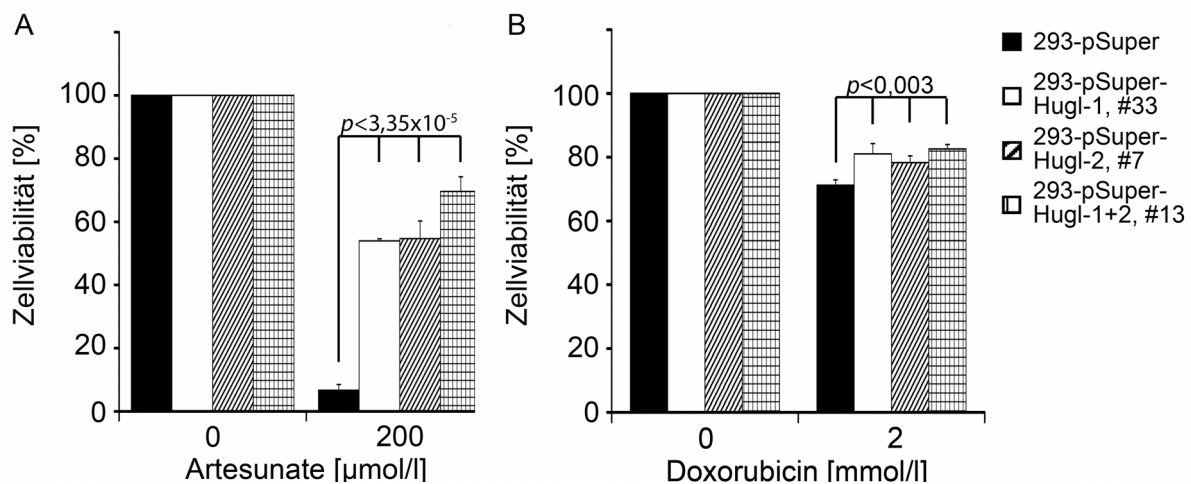 A
B
Zellviabilität [%]
100
80
60
40
20
0
p<3,35x10⁻⁵
0
200
Artesunate [µmol/l]
Zellviabilität [%]
100
80
60
40
20
0
p<0,003
0
2
Doxorubicin [mmol/l]
293-pSuper
293-pSuper-
Hugl-1, #33
293-pSuper-
Hugl-2, #7
293-pSuper-
Hugl-1+2, #13